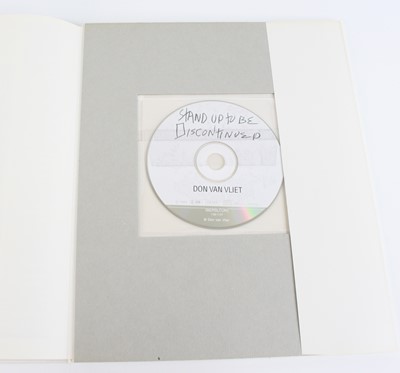 STAND UP TO BE
DISCONTINUED
DON VAN VLIET